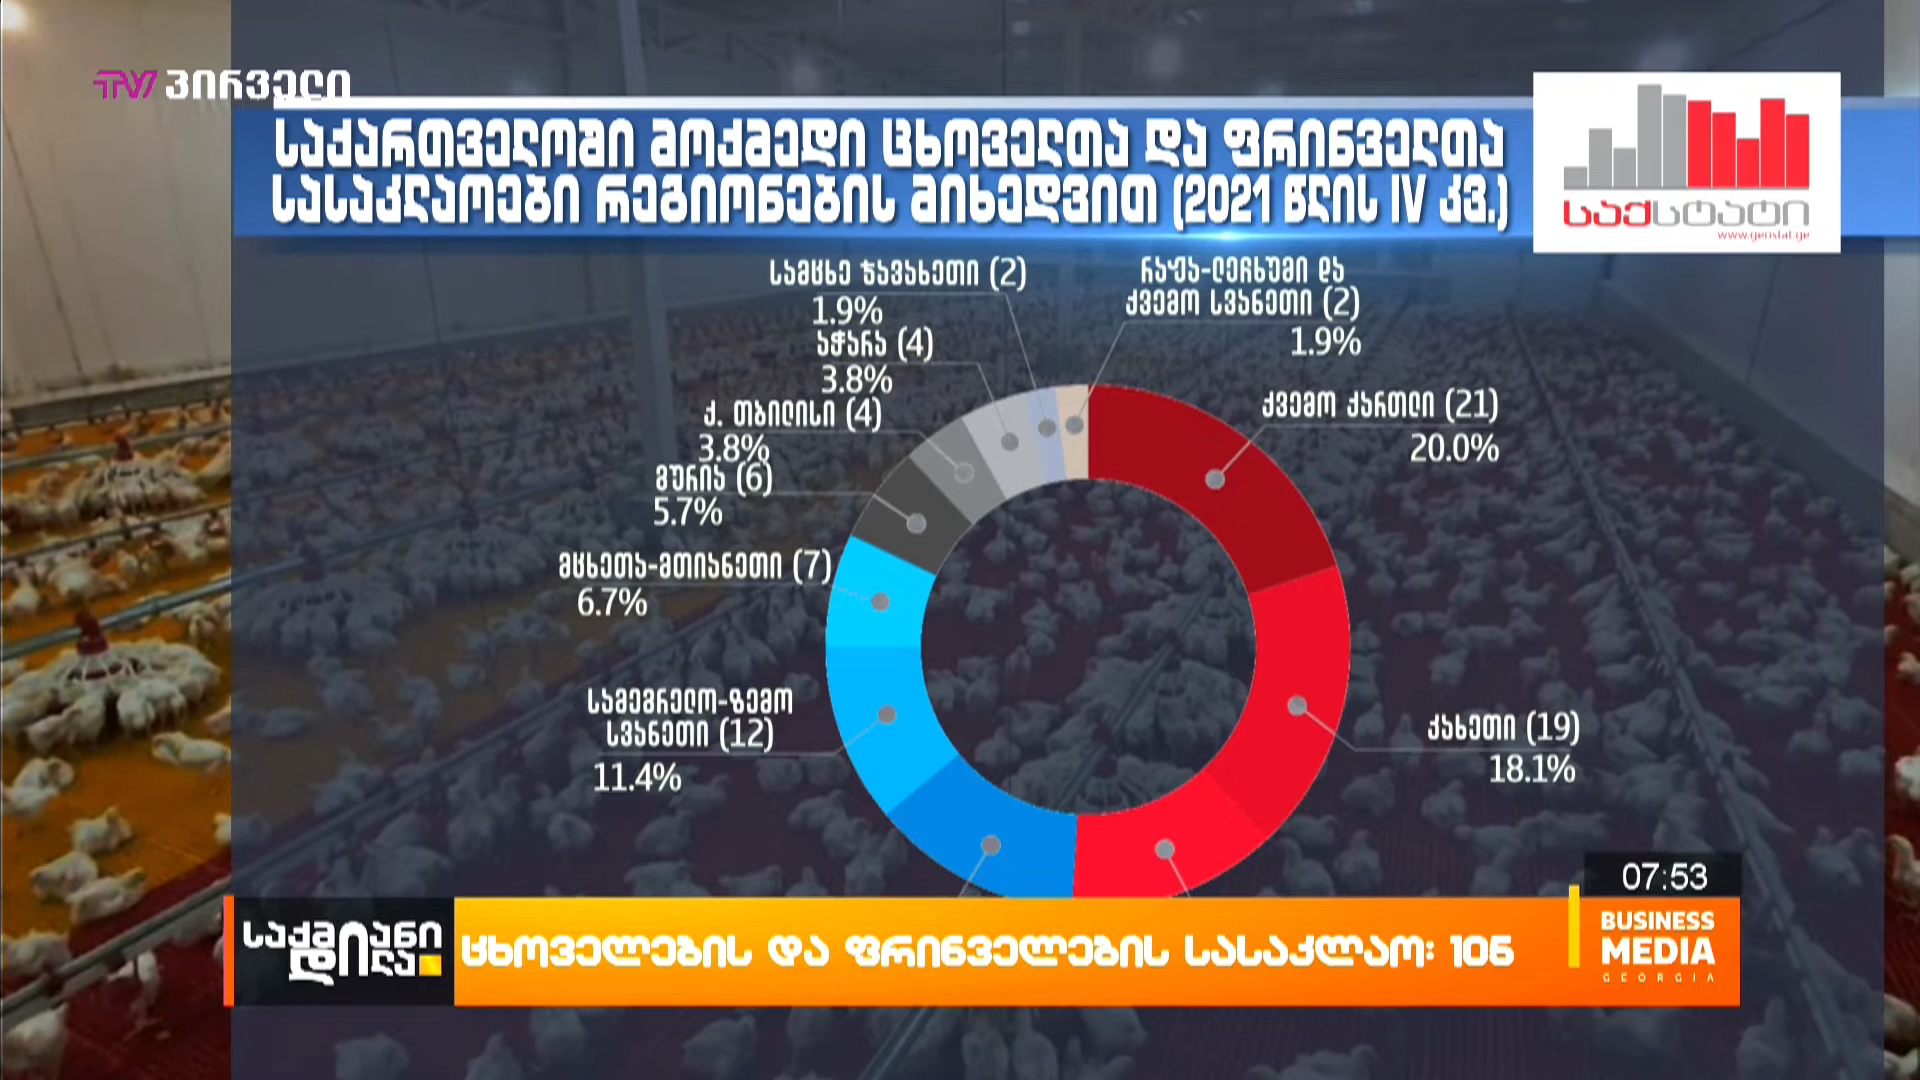 TV პირველი
საქართველოში მოქმედი ცხოველთა და ფრინველთა
სასაკლაოები რეგიონების მიხედვით (2021 წლის IV კვ.)
საქსტატი
www.geostat.ge
სამცხე ჯავახეთი (2)
1.9%
რაჭა-ლეჩხუმი და
ქვემო სვანეთი (2)
1.9%
აჭარა (4)
3.8%
ქ. თბილისი (4)
3.8%
ქვემო ქართლი (21)
20.0%
გურია (6)
5.7%
მცხეთა-მთიანეთი (7)
6.7%
სამეგრელო-ზემო
სვანეთი (12)
11.4%
კახეთი (19)
18.1%
07:53
საქმიანი
დილა
ცხოველების და ფრინველების სასაკლაო: 105
BUSINESS
MEDIA
GEORGIA